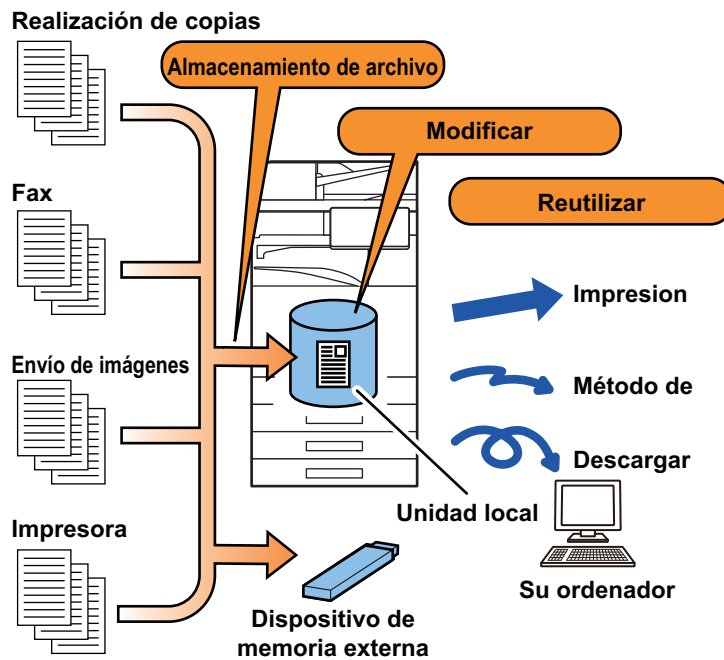 Realización de copias
Almacenamiento de archivo
Modificar
Fax
Reutilizar
Impresion
Envío de imágenes
Método de
Descargar
Unidad local
Impresora
Su ordenador
Dispositivo de
memoria externa